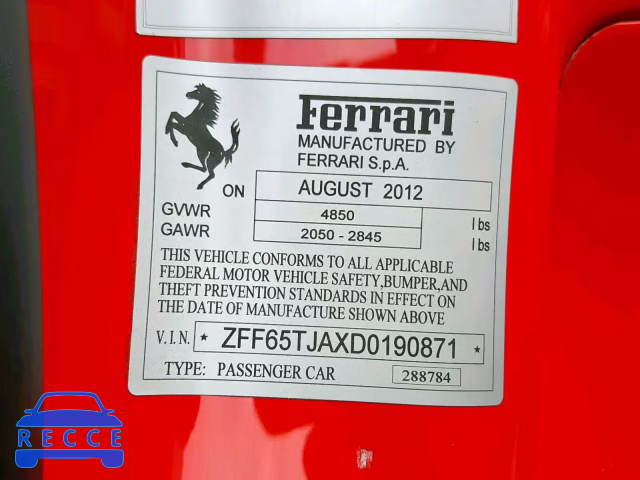 Ferrari
MANUFACTURED BY
FERRARI S.p.A.
ON AUGUST 2012
GVWR 4850 lbs
GAWR 2050 - 2845 lbs
THIS VEHICLE CONFORMS TO ALL APPLICABLE
FEDERAL MOTOR VEHICLE SAFETY,BUMPER,AND
THEFT PREVENTION STANDARDS IN EFFECT ON
THE DATE OF MANUFACTURE SHOWN ABOVE
V.I.N. * ZFF65TJAXD0190871 *
TYPE: PASSENGER CAR 288784
RECCE